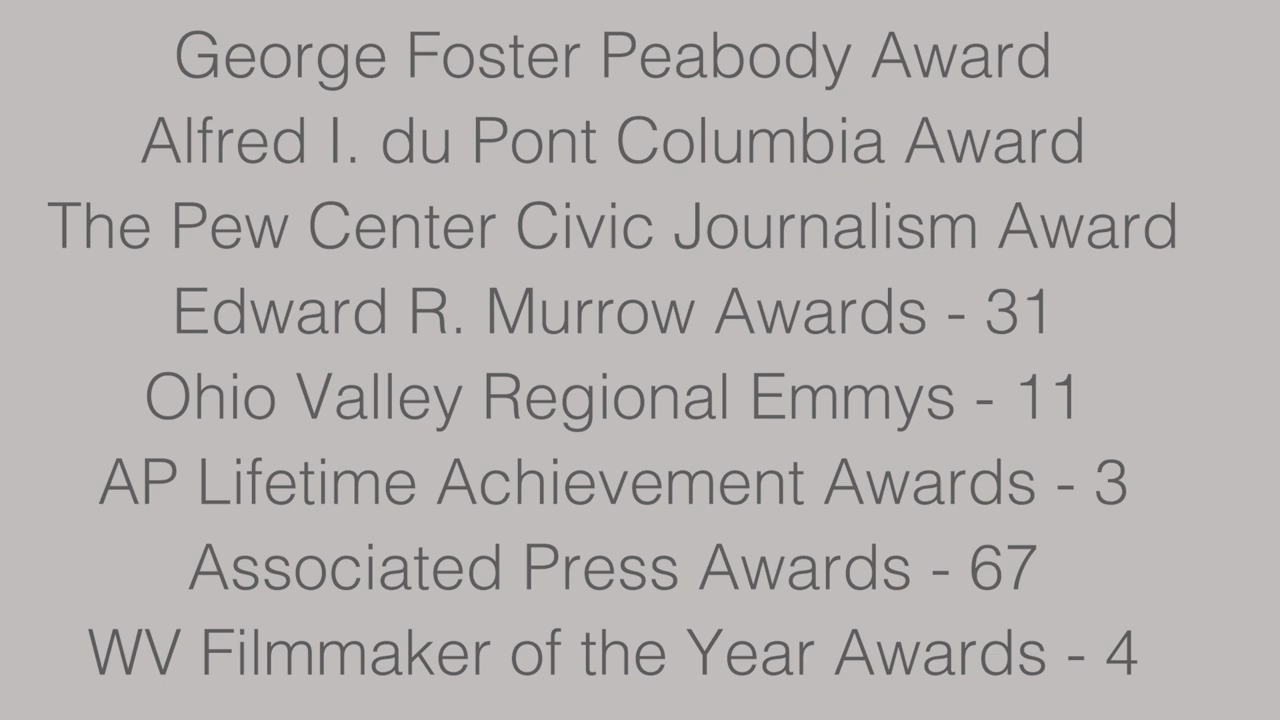 George Foster Peabody Award
Alfred I. du Pont Columbia Award
The Pew Center Civic Journalism Award
Edward R. Murrow Awards - 31
Ohio Valley Regional Emmys - 11
AP Lifetime Achievement Awards - 3
Associated Press Awards - 67
WV Filmmaker of the Year Awards - 4